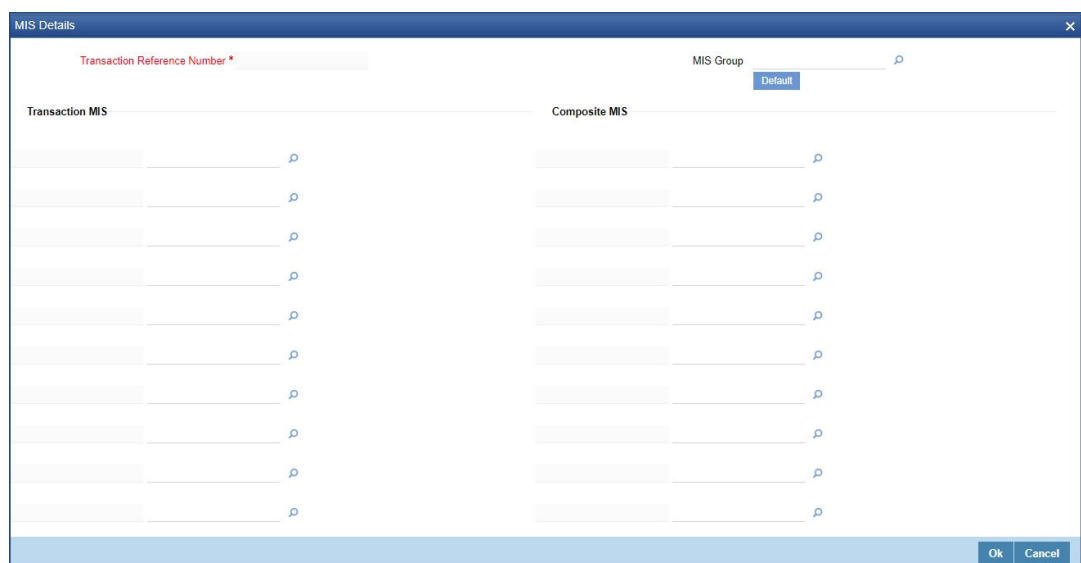 MIS Details
Transaction Reference Number *
MIS Group
Default
Transaction MIS
Composite MIS
Ok Cancel